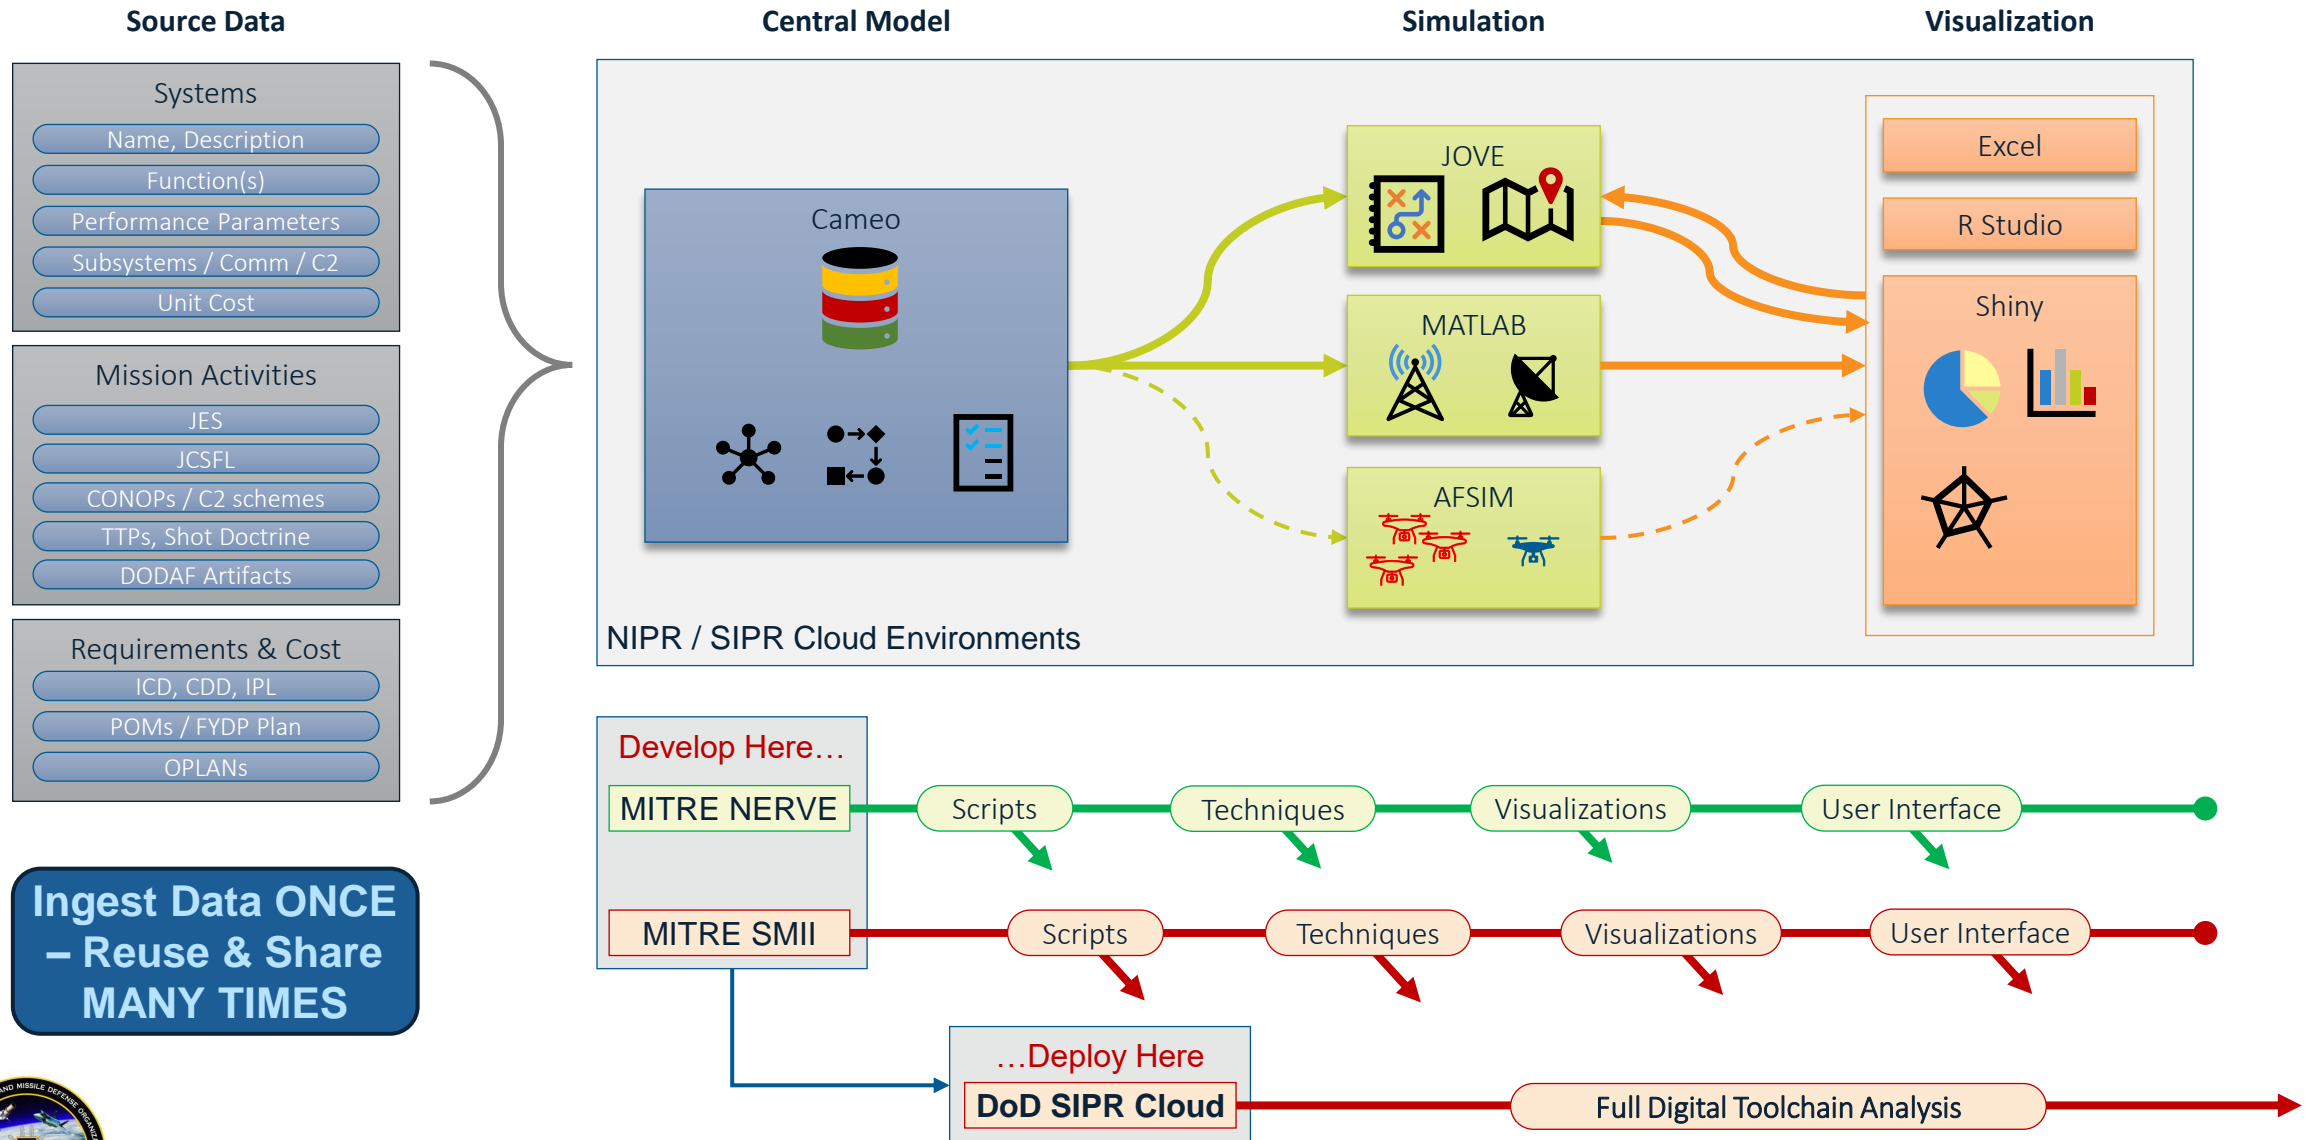 Source Data
Central Model
Simulation
Visualization
Systems
Name, Description
Function(s)
Performance Parameters
Subsystems / Comm / C2
Unit Cost
Mission Activities
JES
JCSFL
CONOPs / C2 schemes
TTPs, Shot Doctrine
DODAF Artifacts
Requirements & Cost
ICD, CDD, IPL
POMs / FYDP Plan
OPLANs
Cameo
JOVE
MATLAB
AFSIM
Excel
R Studio
Shiny
NIPR / SIPR Cloud Environments
Develop Here…
MITRE NERVE
Scripts
Techniques
Visualizations
User Interface
MITRE SMII
Scripts
Techniques
Visualizations
User Interface
…Deploy Here
DoD SIPR Cloud
Full Digital Toolchain Analysis
Ingest Data ONCE
– Reuse & Share
MANY TIMES
AND MISSILE DEFENSE